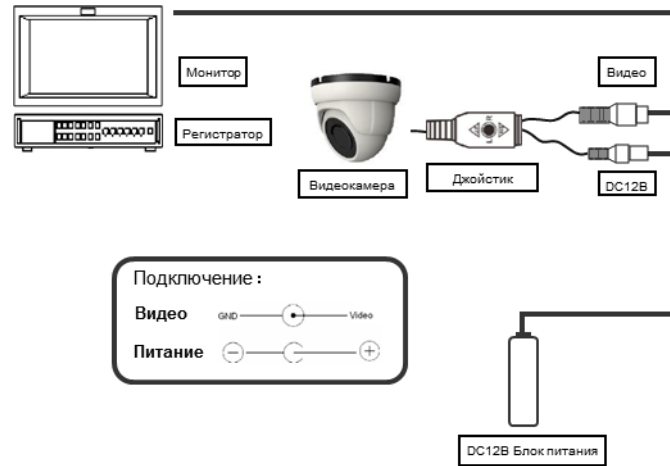 Монитор
Видео
Регистратор
Видеокамера
Джойстик
DC12В
Подключение:
Видео GND Video
Питание − +
DC12В Блок питания